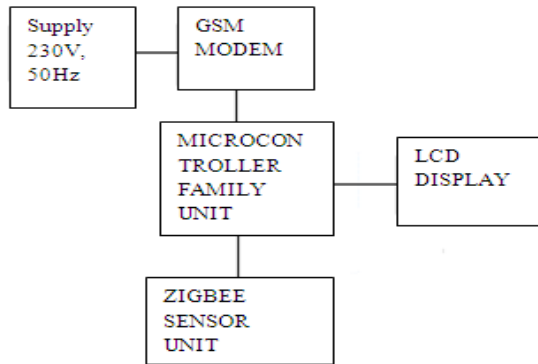 Supply
230V,
50Hz
GSM
MODEM
MICROCON
TROLLER
FAMILY
UNIT
LCD
DISPLAY
ZIGBEE
SENSOR
UNIT